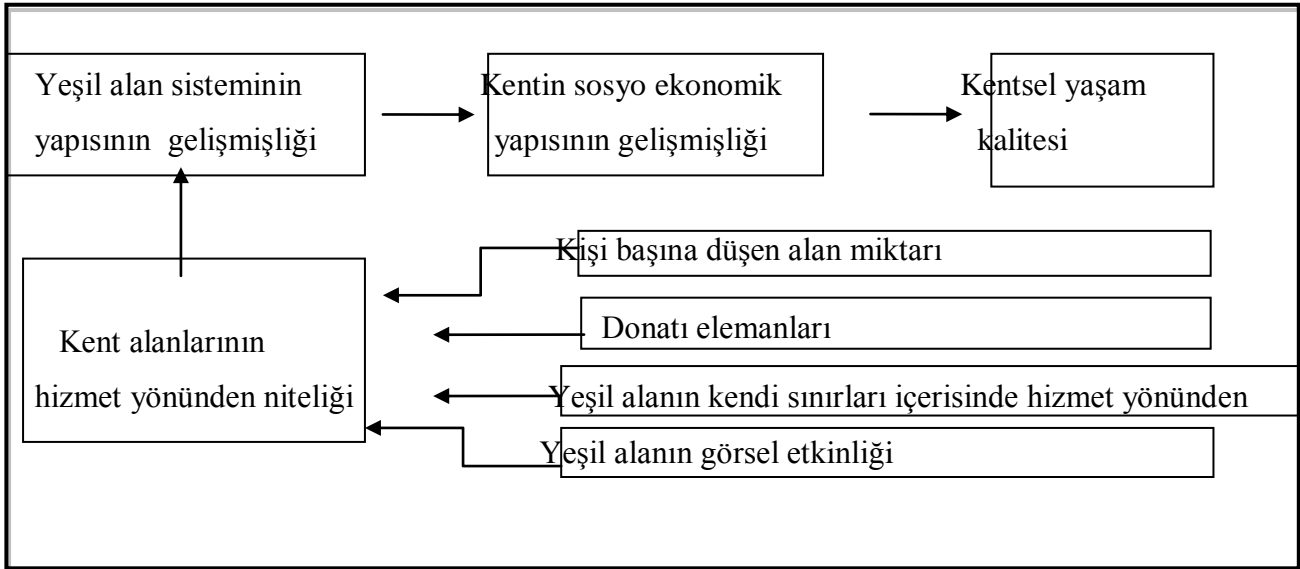 Yeşil alan sisteminin
yapısının gelişmişliği
Kentin sosyo ekonomik
yapısının gelişmişliği
Kentsel yaşam
kalitesi
Kent alanlarının
hizmet yönünden niteliği
Kişi başına düşen alan miktarı
Donatı elemanları
Yeşil alanın kendi sınırları içerisinde hizmet yönünden
Yeşil alanın görsel etkinliği